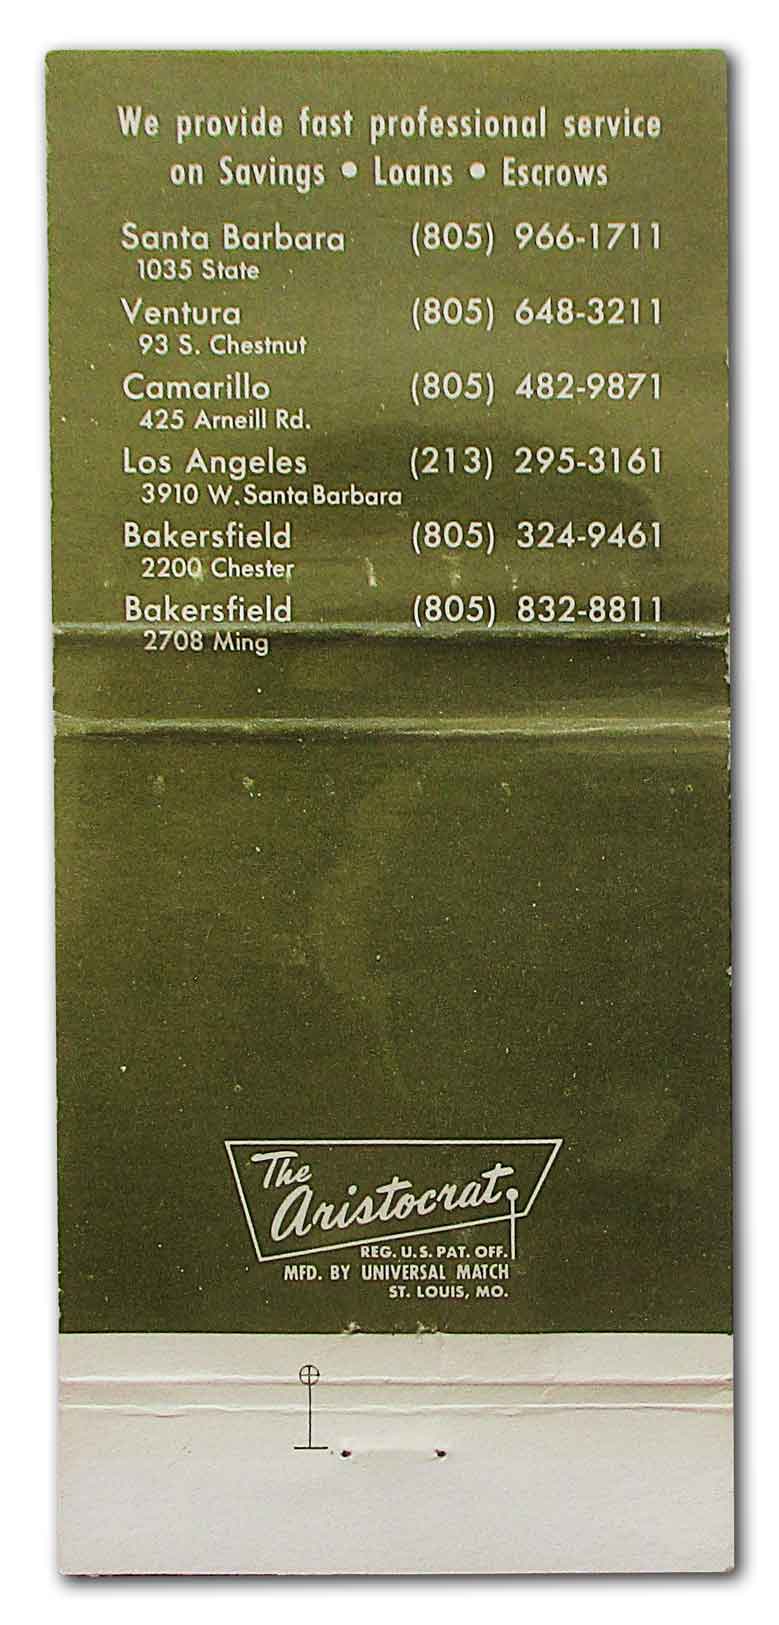 We provide fast professional service
on Savings • Loans • Escrows
Santa Barbara (805) 966-1711
1035 State
Ventura (805) 648-3211
93 S. Chestnut
Camarillo (805) 482-9871
425 Arneill Rd.
Los Angeles (213) 295-3161
3910 W. Santa Barbara
Bakersfield (805) 324-9461
2200 Chester
Bakersfield (805) 832-8811
2708 Ming
The
Aristocrat
REG. U.S. PAT. OFF.
MFD. BY UNIVERSAL MATCH
ST. LOUIS, MO.